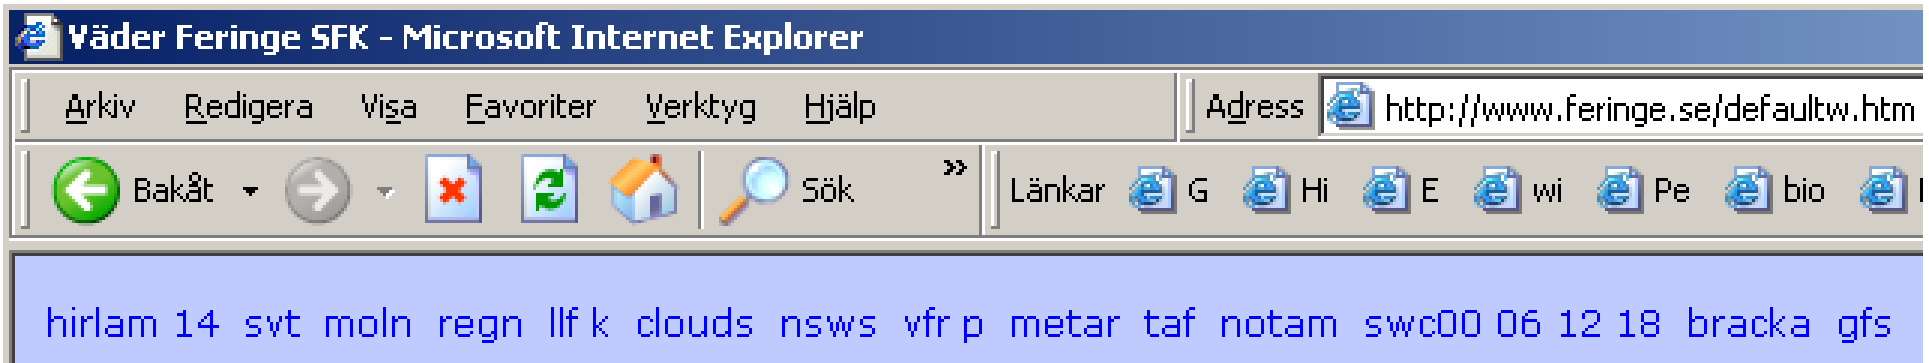 Väder Feringe SFK - Microsoft Internet Explorer
Arkiv Redigera Visa Favoriter Verktyg Hjälp Adress http://www.feringe.se/defaultw.htm
Bakåt Sök » Länkar G Hi E wi Pe bio
hirlam 14 svt moln regn llf k clouds nsws vfr p metar taf notam swc00 06 12 18 bracka gfs